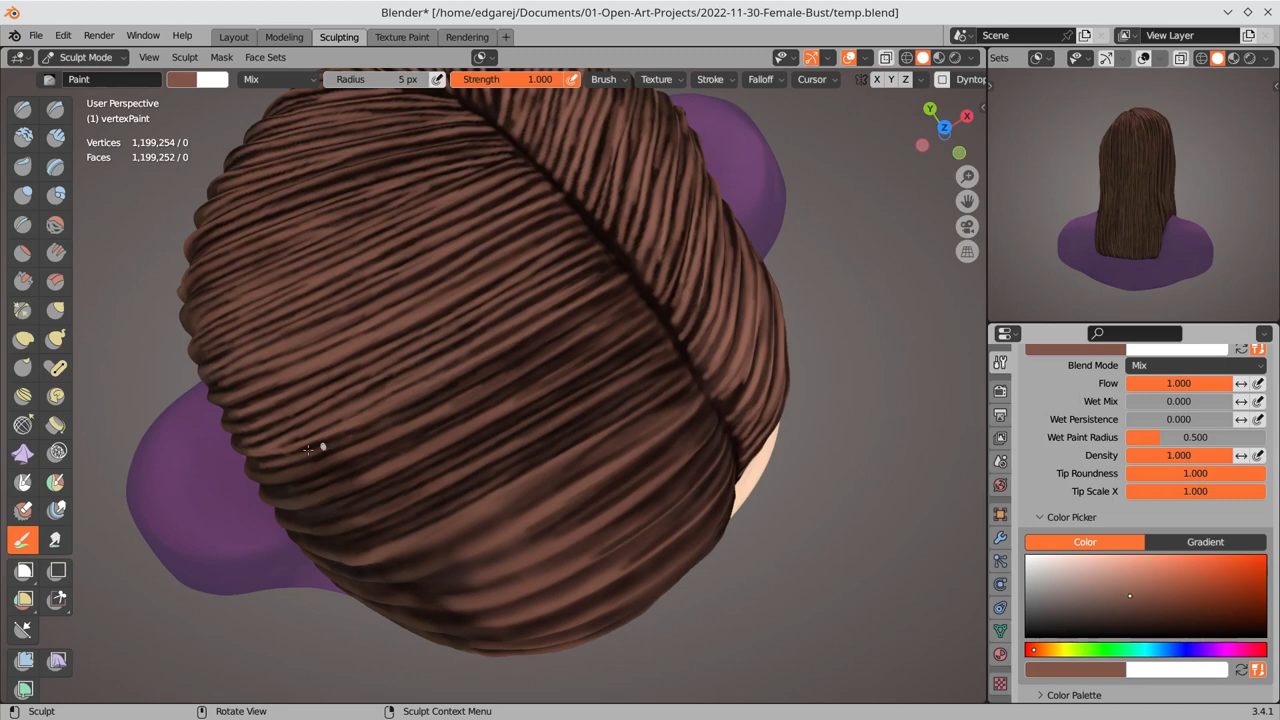 Blender* [/home/edgarej/Documents/01-Open-Art-Projects/2022-11-30-Female-Bust/temp.blend]
File Edit Render Window Help Layout Modeling Sculpting Texture Paint Rendering + Scene View Layer
Sculpt Mode View Sculpt Mask Face Sets Sets
Paint Mix Radius 5 px Strength 1.000 Brush Texture Stroke Falloff Cursor X Y Z Dyntop
User Perspective
(1) vertexPaint
Vertices 1,199,254 / 0
Faces 1,199,252 / 0
Y X Z
Blend Mode Mix
Flow 1.000
Wet Mix 0.000
Wet Persistence 0.000
Wet Paint Radius 0.500
Density 1.000
Tip Roundness 1.000
Tip Scale X 1.000
Color Picker
Color Gradient
Color Palette
Sculpt Rotate View Sculpt Context Menu 3.4.1